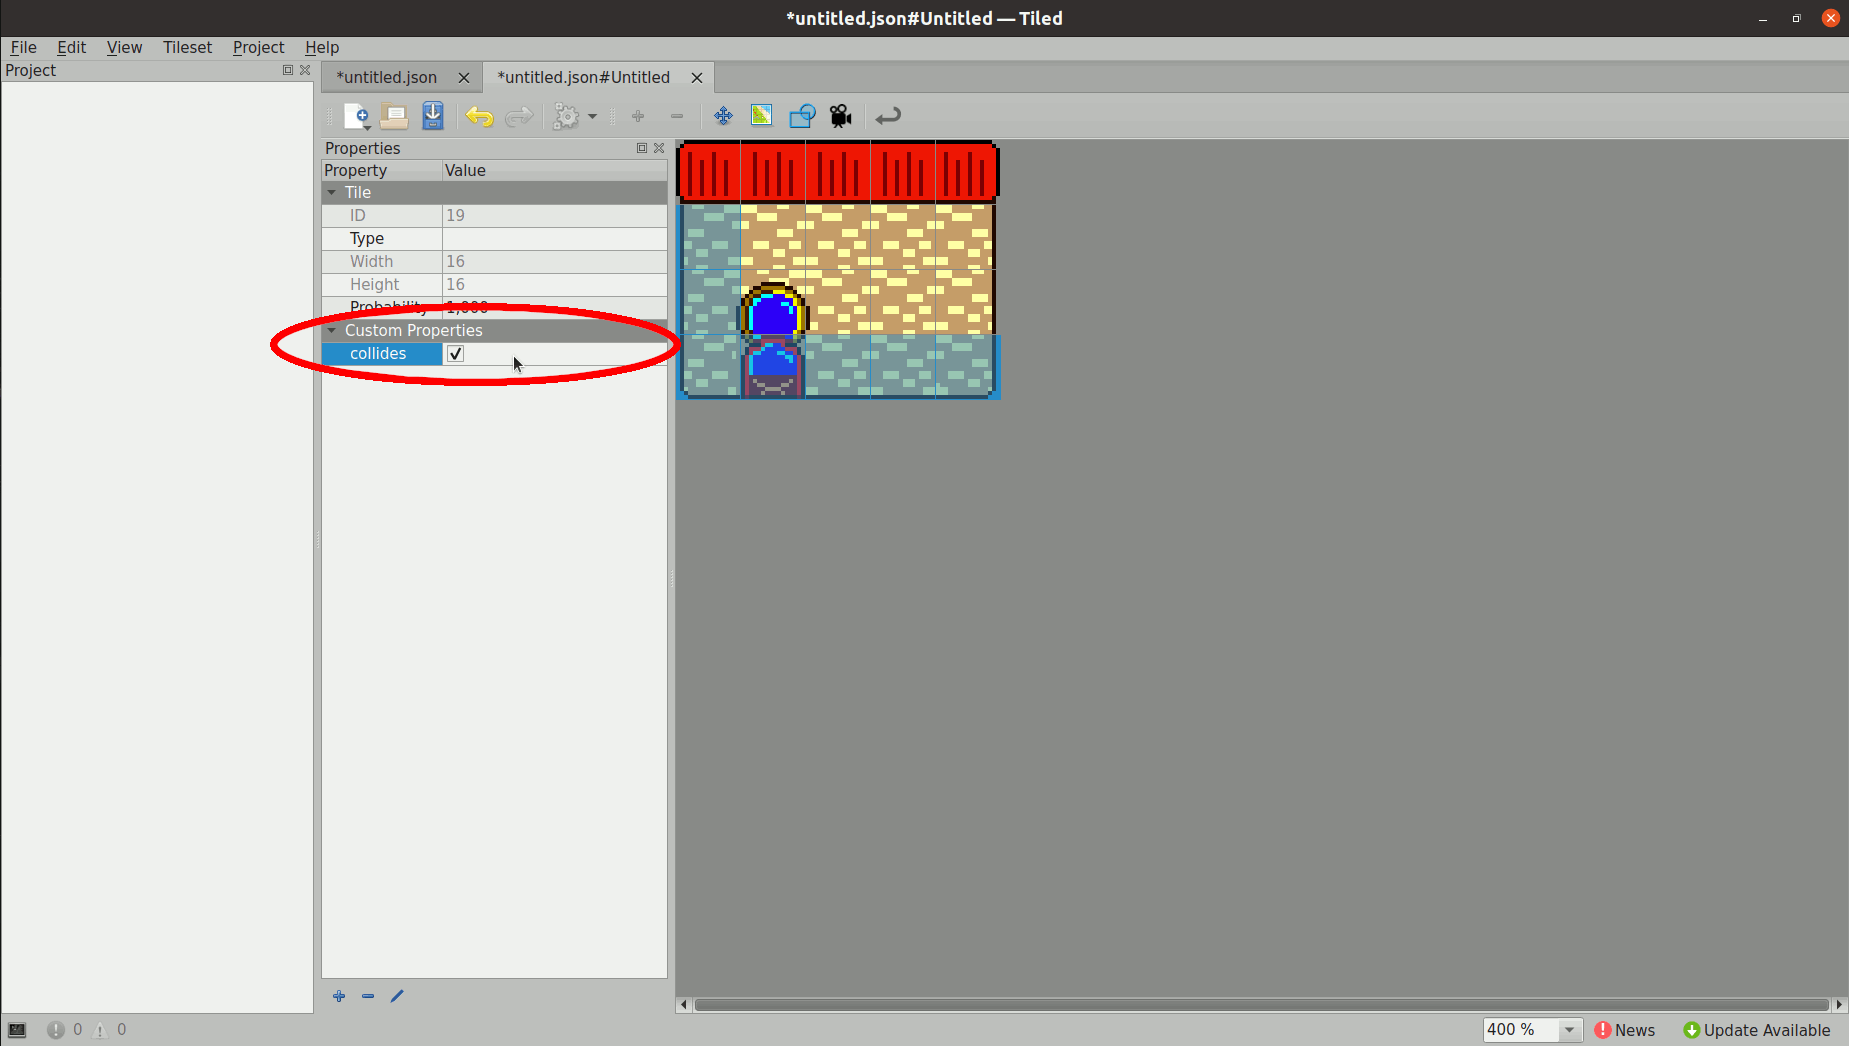 *untitled.json#Untitled — Tiled
File Edit View Tileset Project Help
Project
*untitled.json
*untitled.json#Untitled
Properties
Property Value
Tile
ID 19
Type
Width 16
Height 16
Probability 1,000
Custom Properties
collides
0 0
400 % News Update Available